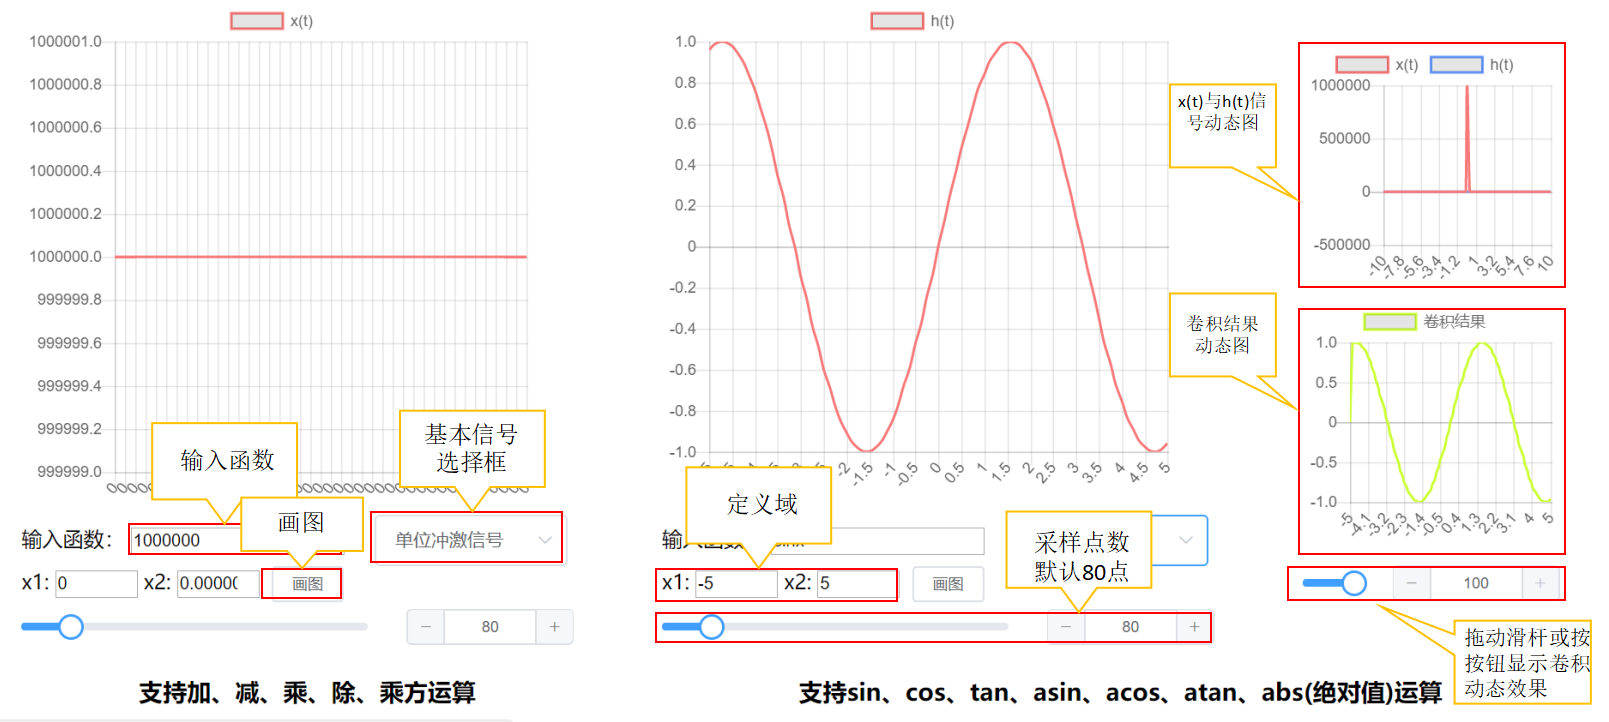 x(t)
1000001.0
1000000.8
1000000.6
1000000.4
1000000.2
1000000.0
999999.8
999999.6
999999.4
999999.2
999999.0
输入函数
基本信号
选择框
画图
输入函数:
1000000
单位冲激信号
x1:
0
x2:
画图
80
支持加、减、乘、除、乘方运算
h(t)
1.0
0.8
0.6
0.4
0.2
0
-0.2
-0.4
-0.6
-0.8
-1.0
-2
-1.5
-1
-0.5
0
0.5
1
1.5
2
2.5
3
3.5
4
4.5
5
定义域
x1:
-5
x2:
5
画图
采样点数
默认80点
80
支持sin、cos、tan、asin、acos、atan、abs(绝对值)运算
x(t)与h(t)信
号动态图
x(t)
h(t)
1000000
500000
0
-500000
-10
-7.8
-5.6
-3.4
-1.2
1
3.2
5.4
7.6
10
卷积结果
动态图
卷积结果
1.0
0.5
0
-0.5
-1.0
-5
-4.1
-3.2
-2.3
-1.4
-0.5
0.4
1.3
2.2
3.1
4
5
100
拖动滑杆或按
按钮显示卷积
动态效果